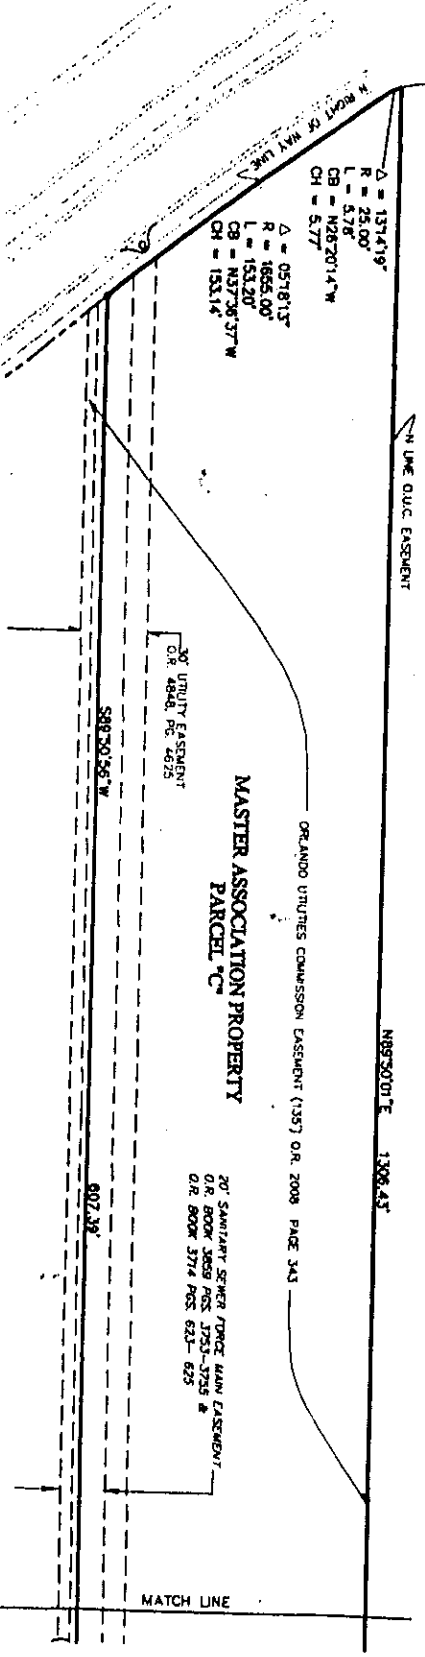 N RIGHT OF WAY LINE
Δ = 13°14'19"
R = 25.00'
L = 5.78'
CB = N26°20'14"W
CH = 5.77'
Δ = 05°18'13"
R = 1655.00'
L = 153.20'
CB = N37°36'37"W
CH = 153.14'
N LINE O.U.C. EASEMENT
N89°50'01"E 1306.43'
ORLANDO UTILITIES COMMISSION EASEMENT (135') O.R. 2008 PAGE 343
MASTER ASSOCIATION PROPERTY
PARCEL "C"
30' UTILITY EASEMENT
O.R. 4848, PG. 4625
20' SANITARY SEWER FORCE MAIN EASEMENT
O.R. BOOK 3859 PGS. 3753-3755 &
O.R. BOOK 3714 PGS. 623- 625
S89°50'56"W
607.39'
MATCH LINE